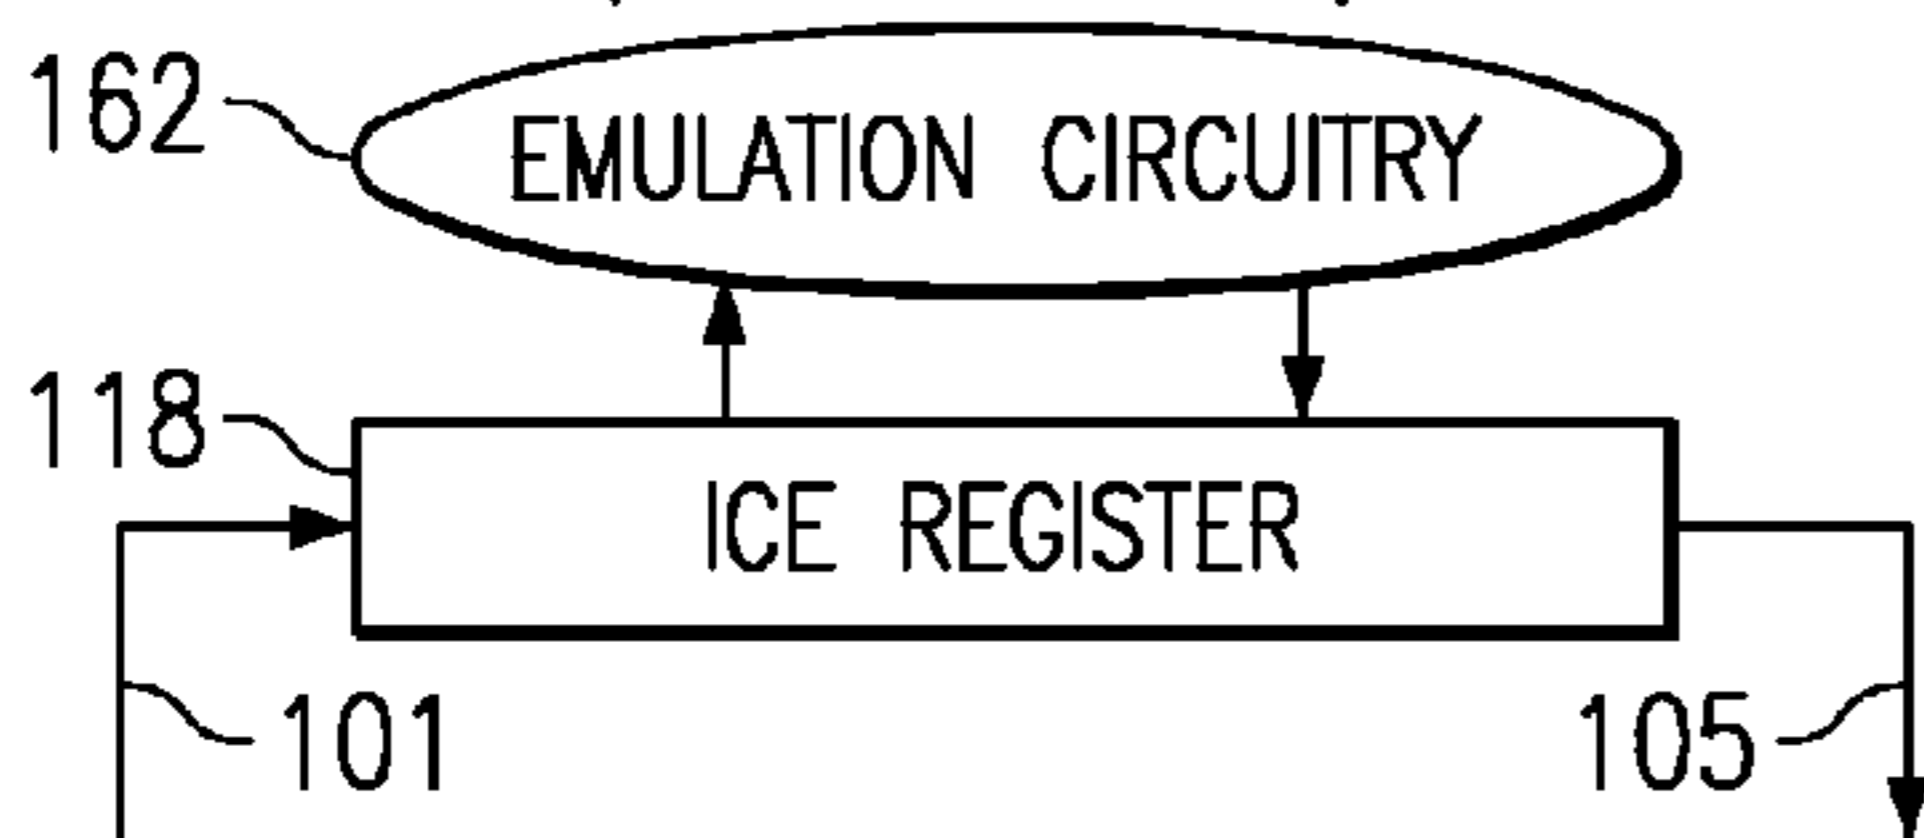 162
EMULATION CIRCUITRY
118
ICE REGISTER
101
105